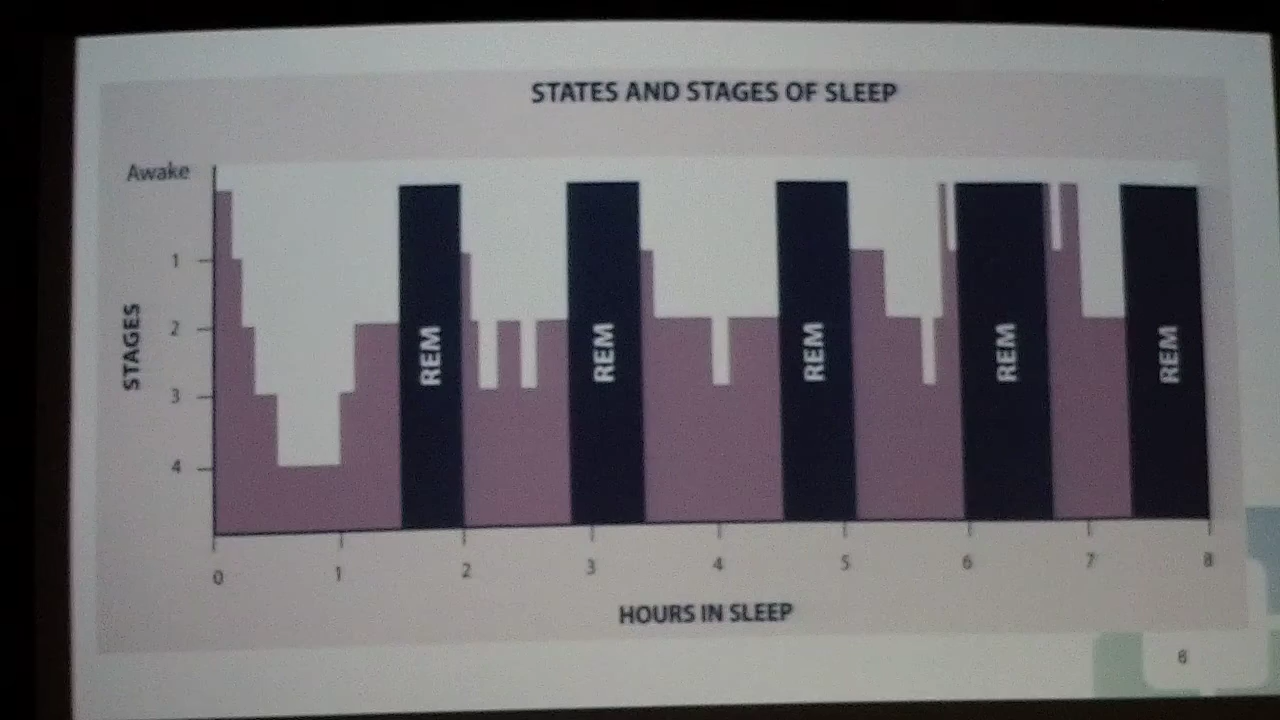 STATES AND STAGES OF SLEEP
Awake
1
2
3
4
STAGES
REM
REM
REM
REM
REM
0 1 2 3 4 5 6 7 8
HOURS IN SLEEP
6